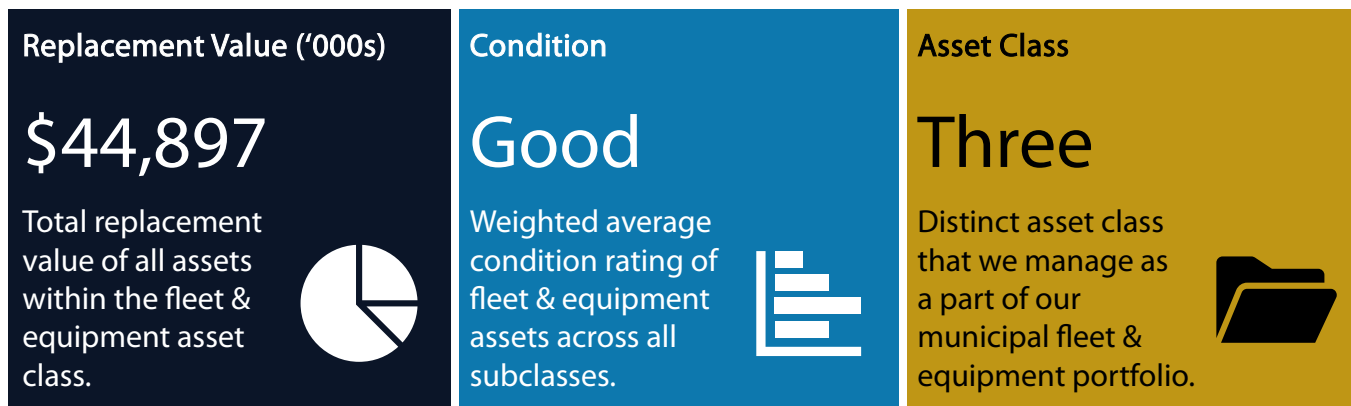 Replacement Value (‘000s)
$44,897
Total replacement
value of all assets
within the fleet &
equipment asset
class.
Condition
Good
Weighted average
condition rating of
fleet & equipment
assets across all
subclasses.
Asset Class
Three
Distinct asset class
that we manage as
a part of our
municipal fleet &
equipment portfolio.